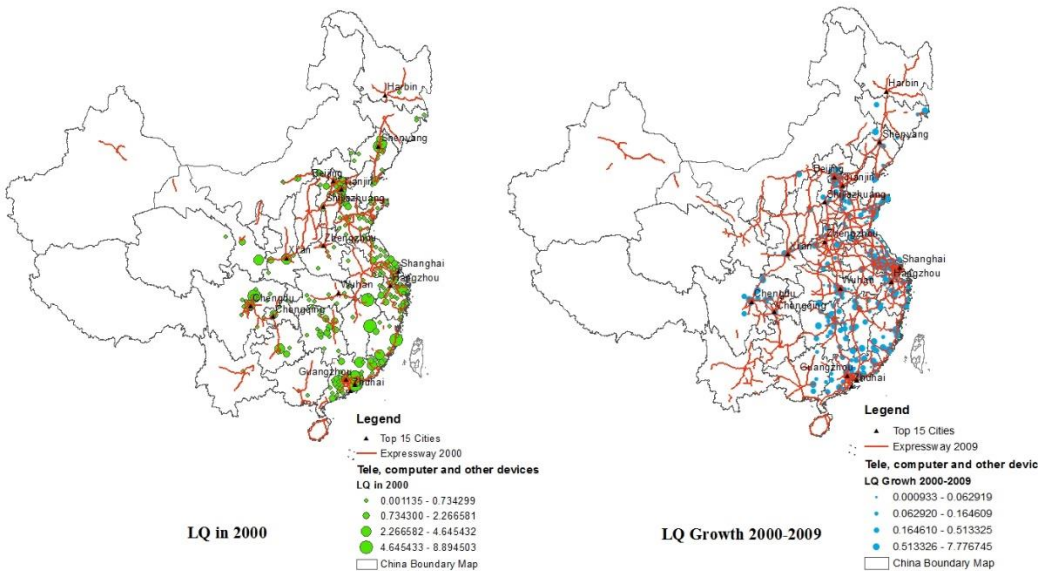 Harbin
Shenyang
Beijing
Tianjin
Shijiazhuang
Zhengzhou
Xian
Shanghai
Hangzhou
Wuhan
Chengdu
Chongqing
Guangzhou
Zhuhai
Legend
Top 15 Cities
Expressway 2000
Tele, computer and other devices
LQ in 2000
0.001135 - 0.734299
0.734300 - 2.266581
2.266582 - 4.645432
4.645433 - 8.894503
China Boundary Map
LQ in 2000
Harbin
Shenyang
Beijing
Tianjin
Shijiazhuang
Zhengzhou
Xian
Shanghai
Hangzhou
Wuhan
Chengdu
Chongqing
Guangzhou
Zhuhai
Legend
Top 15 Cities
Expressway 2009
Tele, computer and other devic
LQ Growh 2000-2009
0.000933 - 0.062919
0.062920 - 0.164609
0.164610 - 0.513325
0.513326 - 7.776745
China Boundary Map
LQ Growth 2000-2009